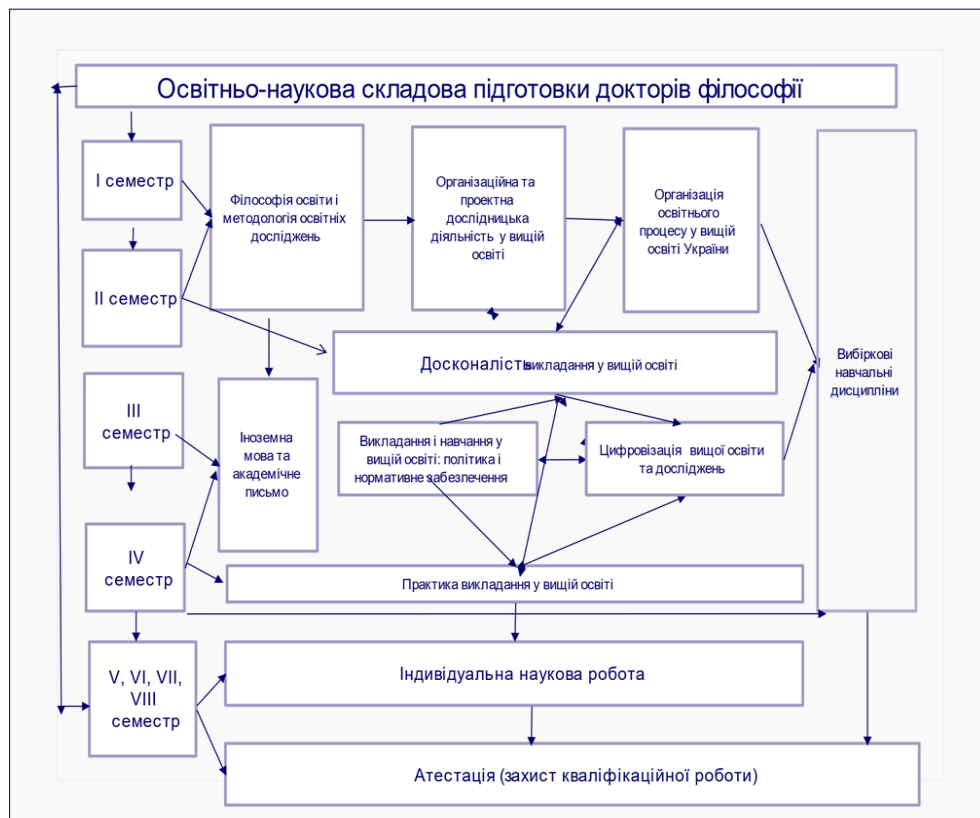 Освітньо-наукова складова підготовки докторів філософії
I семестр
Філософія освіти і
методологія освітніх
досліджень
Організаційна та
проектна
дослідницька
діяльність у вищій
освіті
Організація
освітнього
процесу у вищій
освіті України
II семестр
Досконалість викладання у вищій освіті
Вибіркові
навчальні
дисципліни
III
семестр
Іноземна
мова та
академічне
письмо
Викладання і навчання у
вищій освіті: політика і
нормативне забезпечення
Цифровізація вищої освіти
та досліджень
IV
семестр
Практика викладання у вищій освіті
V, VI, VII,
VIII
семестр
Індивідуальна наукова робота
Атестація (захист кваліфікаційної роботи)